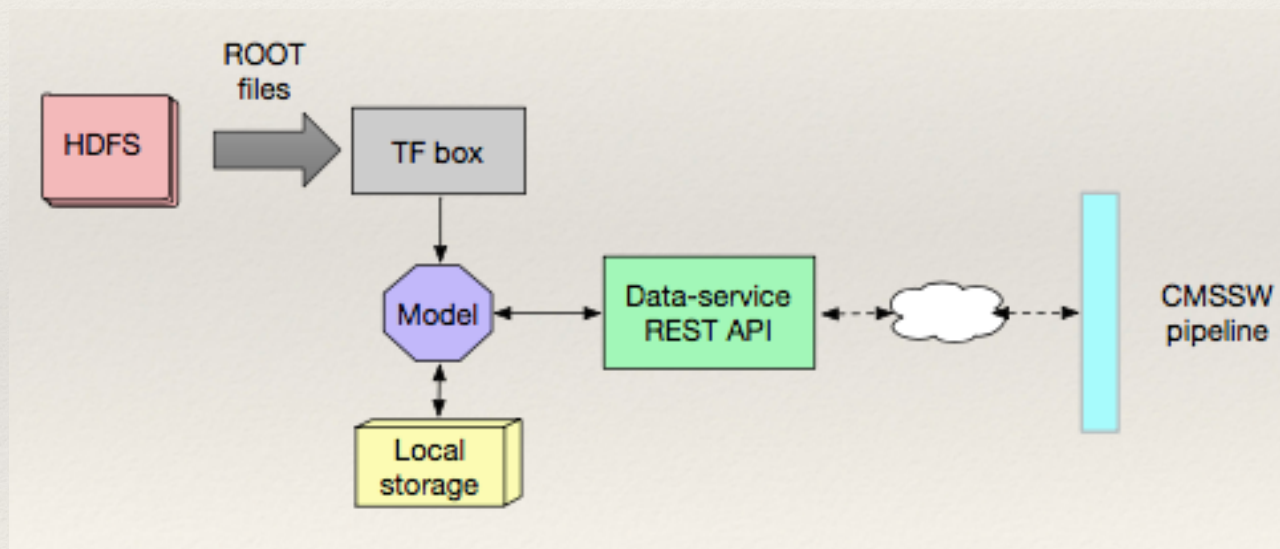 ROOT
files
HDFS
TF box
Model
Data-service
REST API
CMSSW
pipeline
Local
storage